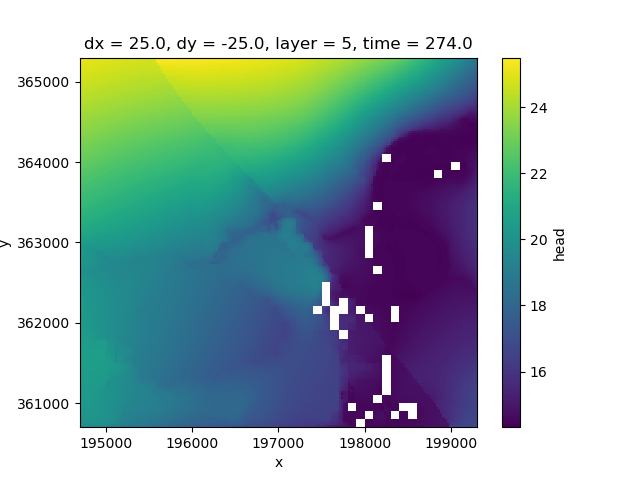 dx = 25.0, dy = -25.0, layer = 5, time = 274.0
365000
364000
363000
362000
361000
y
195000 196000 197000 198000 199000
x
24
22
20
18
16
head